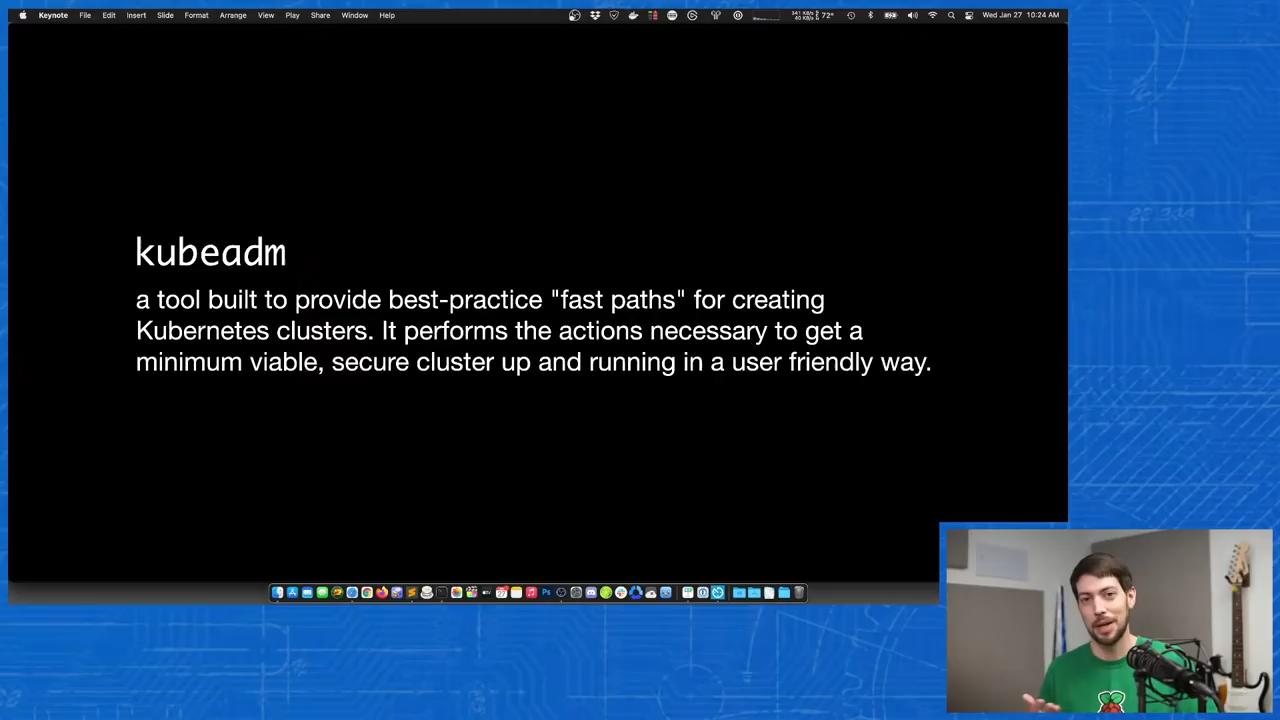 Keynote File Edit Insert Slide Format Arrange View Play Share Window Help 72° Wed Jan 27 10:24 AM
kubeadm
a tool built to provide best-practice "fast paths" for creating
Kubernetes clusters. It performs the actions necessary to get a
minimum viable, secure cluster up and running in a user friendly way.